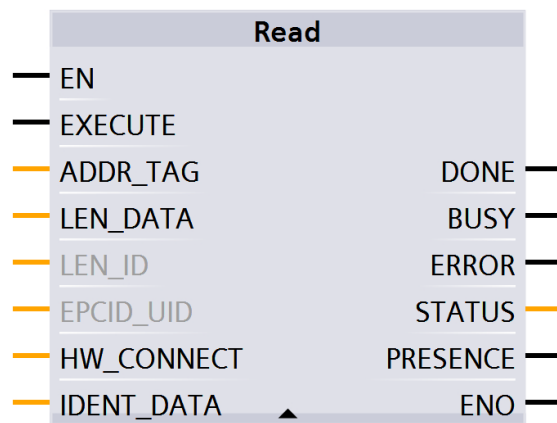 Read
EN
EXECUTE
ADDR_TAG DONE
LEN_DATA BUSY
LEN_ID ERROR
EPCID_UID STATUS
HW_CONNECT PRESENCE
IDENT_DATA ENO